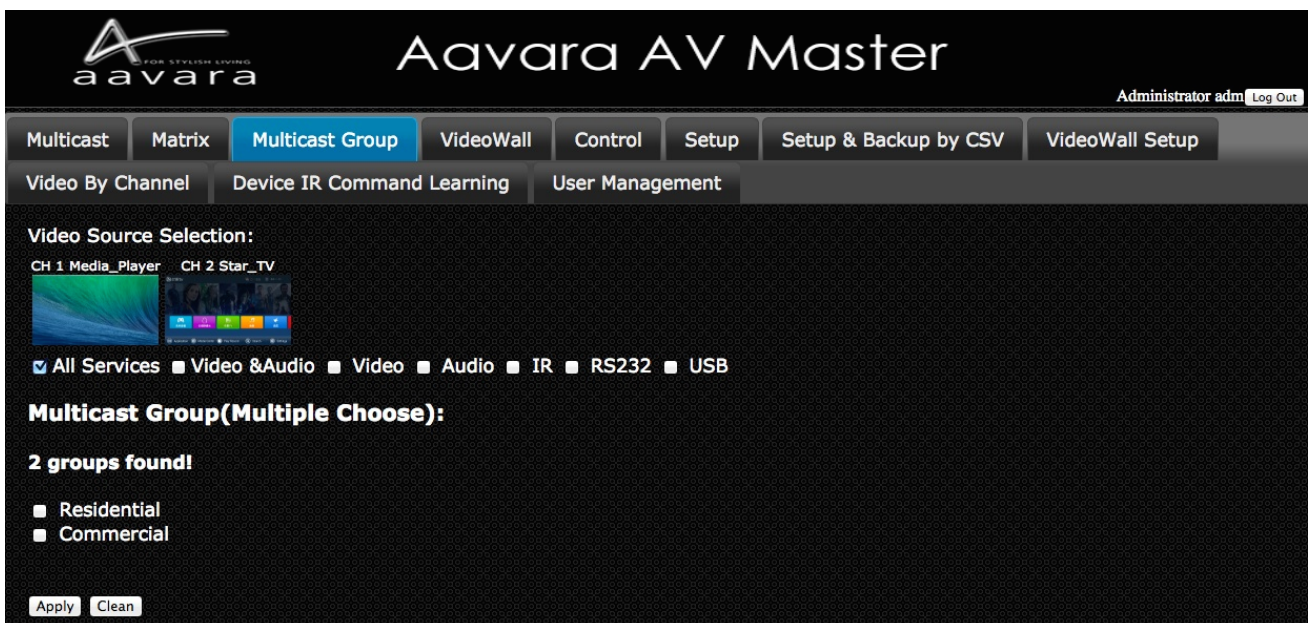 FOR STYLISH LIVING
aavara
Aavara AV Master
Administrator adm Log Out
Multicast Matrix Multicast Group VideoWall Control Setup Setup & Backup by CSV VideoWall Setup
Video By Channel Device IR Command Learning User Management
Video Source Selection:
CH 1 Media_Player CH 2 Star_TV
All Services Video &Audio Video Audio IR RS232 USB
Multicast Group(Multiple Choose):
2 groups found!
Residential
Commercial
Apply Clean